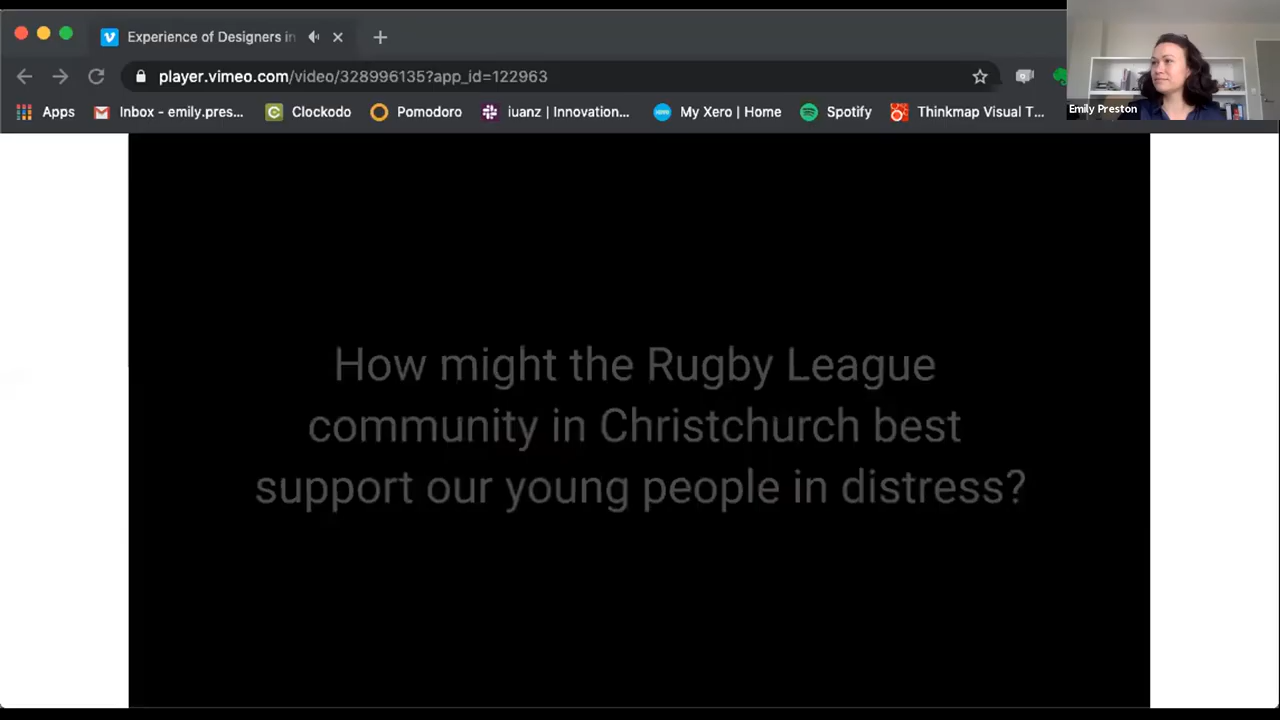 Experience of Designers in
player.vimeo.com/video/328996135?app_id=122963
Apps
Inbox - emily.pres...
Clockodo
Pandadoro
iuanz | Innovation...
My Xero | Home
Spotify
Thinkmap Visual T...
Emily Preston
How might the Rugby League
community in Christchurch best
support our young people in distress?